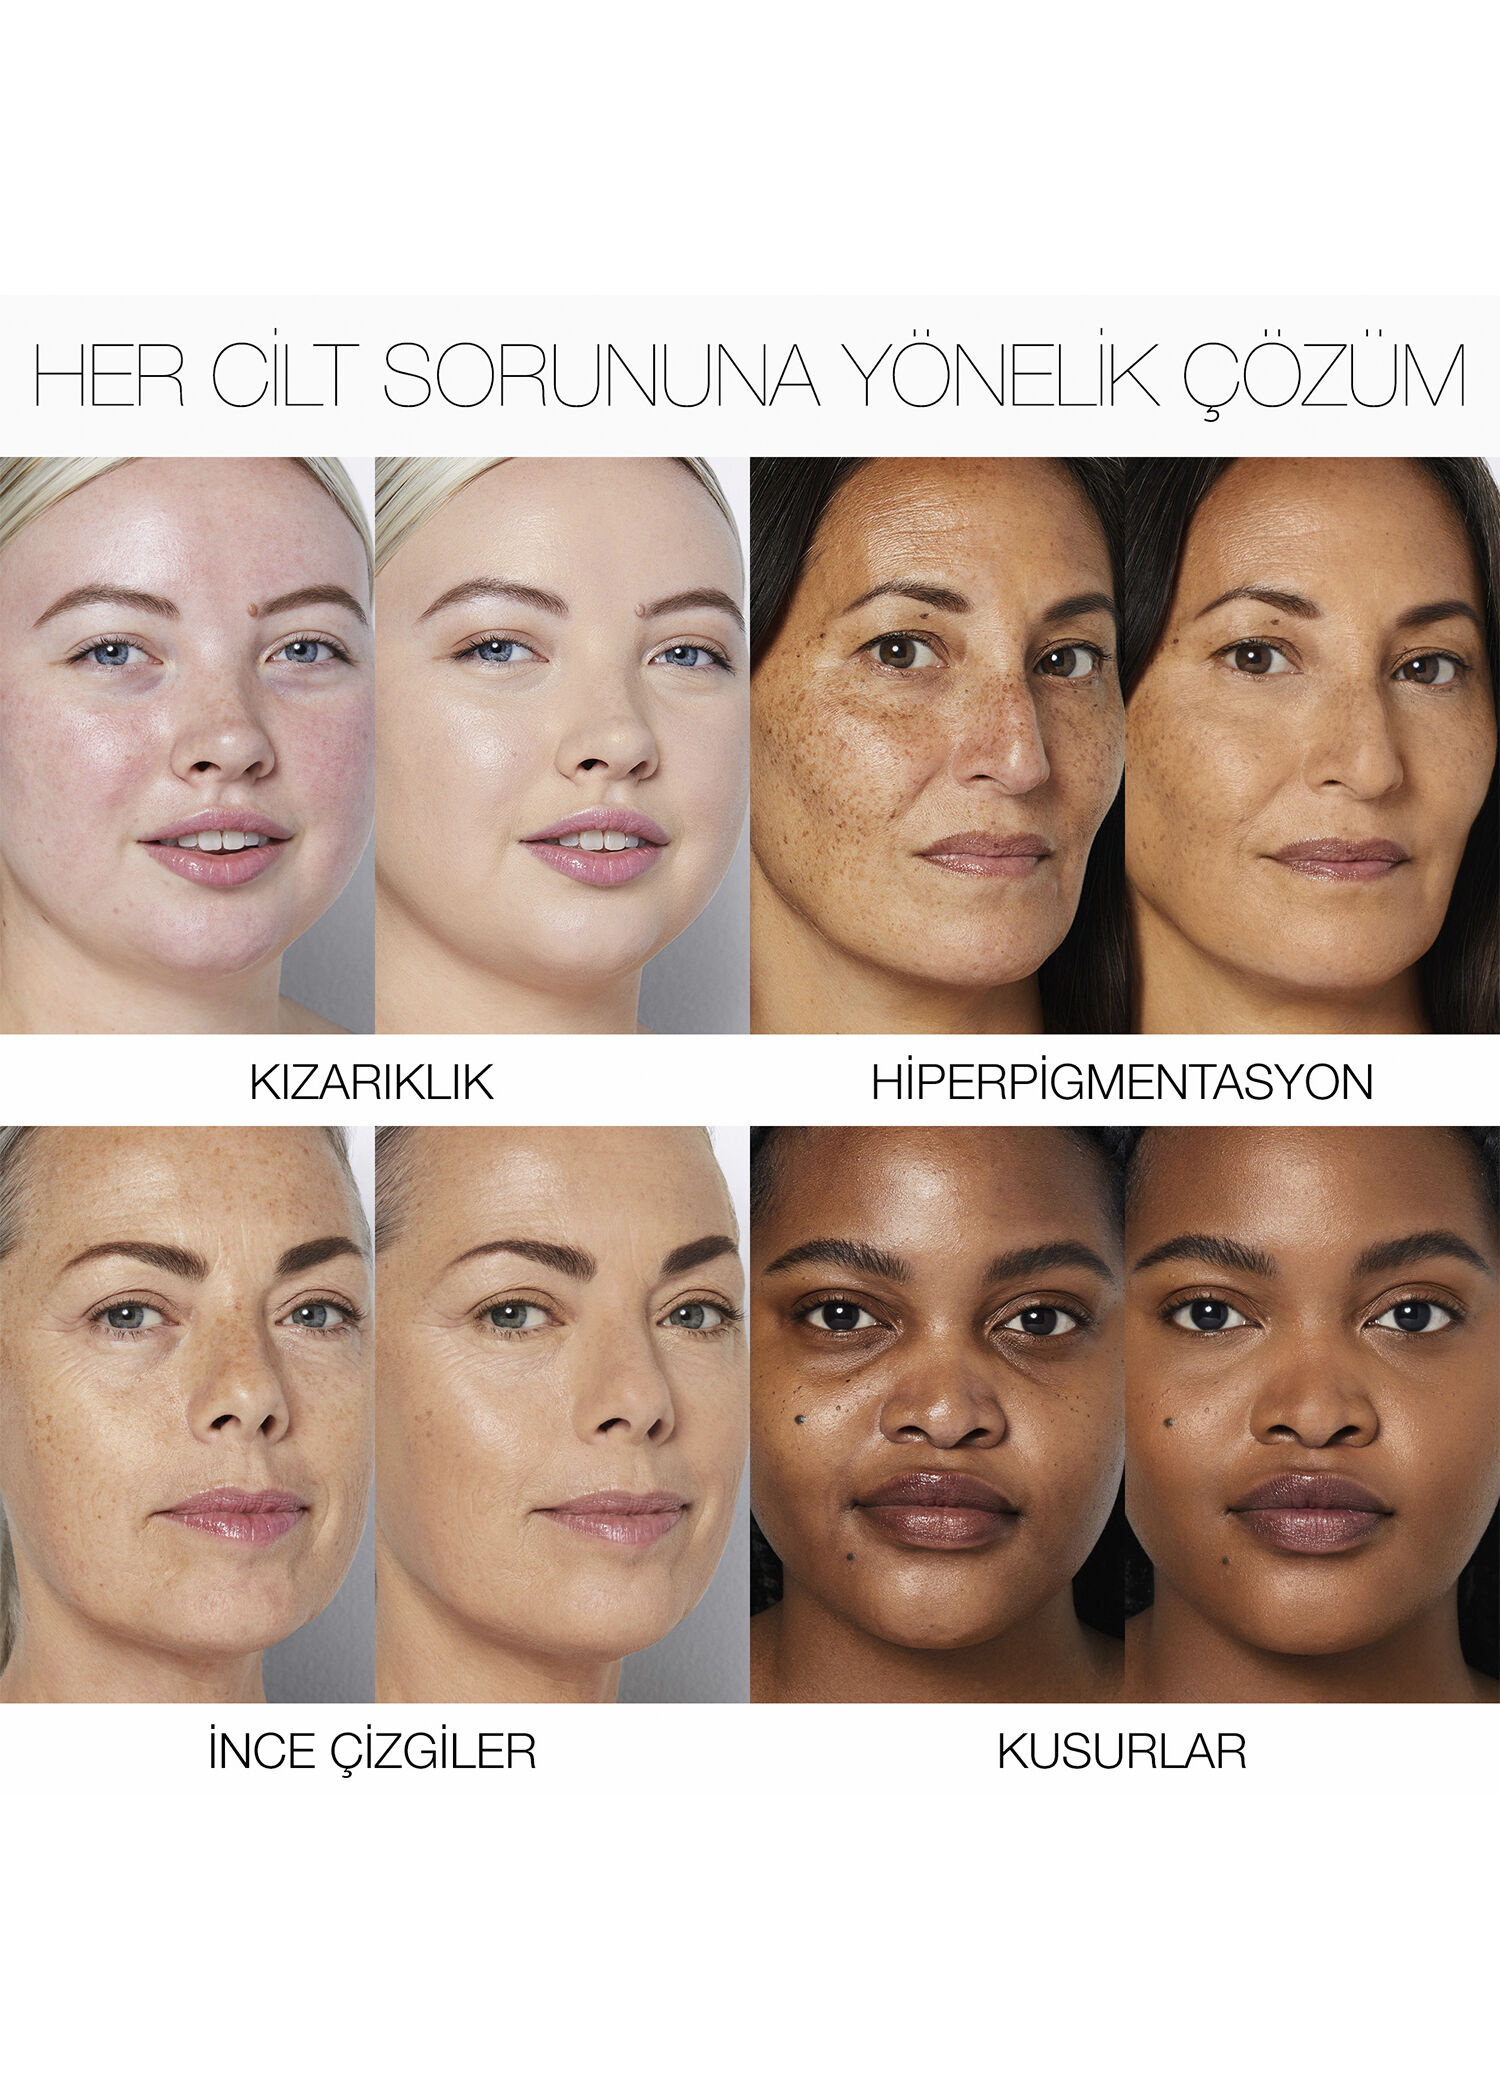 HER CİLT SORUNUNA YÖNELİK ÇÖZÜM
KIZARIKLIK
HİPERPİGMENTASYON
İNCE ÇİZGİLER
KUSURLAR